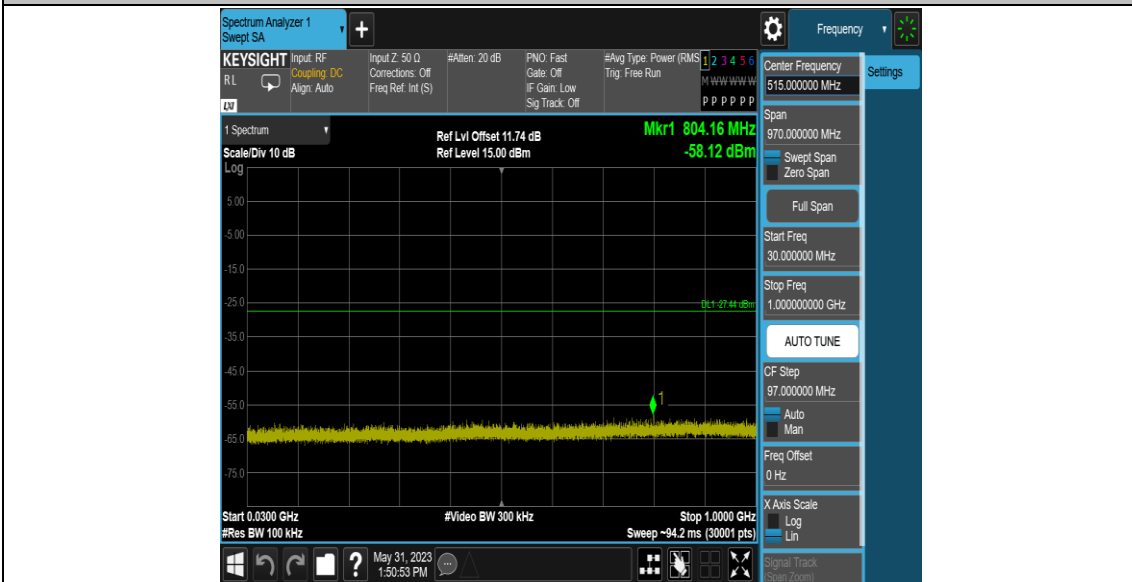 Spectrum Analyzer 1
Swept SA
+
Frequency
KEYSIGHT
RL
LXI
Input: RF
Coupling: DC
Align: Auto
Input Z: 50 Ω
Corrections: Off
Freq Ref: Int (S)
#Atten: 20 dB
PNO: Fast
Gate: Off
IF Gain: Low
Sig Track: Off
#Avg Type: Power (RMS
Trig: Free Run
1 2 3 4 5 6
M W W W W W
P P P P P P
Center Frequency
515.000000 MHz
Settings
Span
970.000000 MHz
Swept Span
Zero Span
Full Span
Start Freq
30.000000 MHz
Stop Freq
1.000000000 GHz
AUTO TUNE
CF Step
97.000000 MHz
Auto
Man
Freq Offset
0 Hz
X Axis Scale
Log
Lin
Signal Track
(Span Zoom)
1 Spectrum
Scale/Div 10 dB
Log
Ref Lvl Offset 11.74 dB
Ref Level 15.00 dBm
Mkr1 804.16 MHz
-58.12 dBm
5.00
-5.00
-15.0
-25.0
DL1 -27.44 dBm
-35.0
-45.0
-55.0
1
-65.0
-75.0
Start 0.0300 GHz
#Video BW 300 kHz
Stop 1.0000 GHz
#Res BW 100 kHz
Sweep ~94.2 ms (30001 pts)
?
May 31, 2023
1:50:53 PM